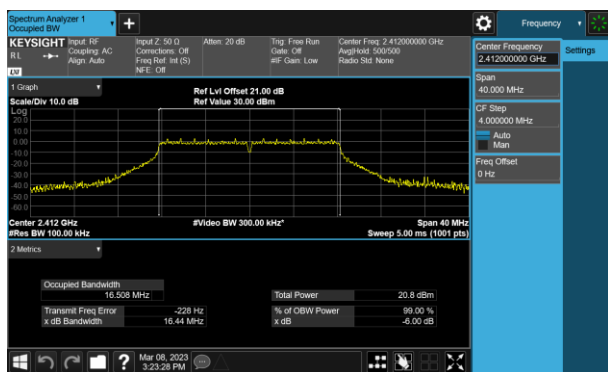 Spectrum Analyzer 1
Occupied BW
+
Frequency
KEYSIGHT
RL
LXI
Input: RF
Coupling: AC
Align: Auto
Input Z: 50 Ω
Corrections: Off
Freq Ref: Int (S)
NFE: Off
Atten: 20 dB
Trig: Free Run
Gate: Off
#IF Gain: Low
Center Freq: 2.412000000 GHz
Avg|Hold: 500/500
Radio Std: None
Center Frequency
2.412000000 GHz
Settings
Span
40.000 MHz
CF Step
4.000000 MHz
Auto
Man
Freq Offset
0 Hz
1 Graph
Scale/Div 10.0 dB
Ref Lvl Offset 21.00 dB
Ref Value 30.00 dBm
Log
20.0
10.0
0.00
-10.0
-20.0
-30.0
-40.0
-50.0
-60.0
Center 2.412 GHz
#Res BW 100.00 kHz
#Video BW 300.00 kHz*
Span 40 MHz
Sweep 5.00 ms (1001 pts)
2 Metrics
Occupied Bandwidth
16.508 MHz
Total Power 20.8 dBm
Transmit Freq Error -228 Hz
% of OBW Power 99.00 %
x dB Bandwidth 16.44 MHz
x dB -6.00 dB
?
Mar 08, 2023
3:23:28 PM